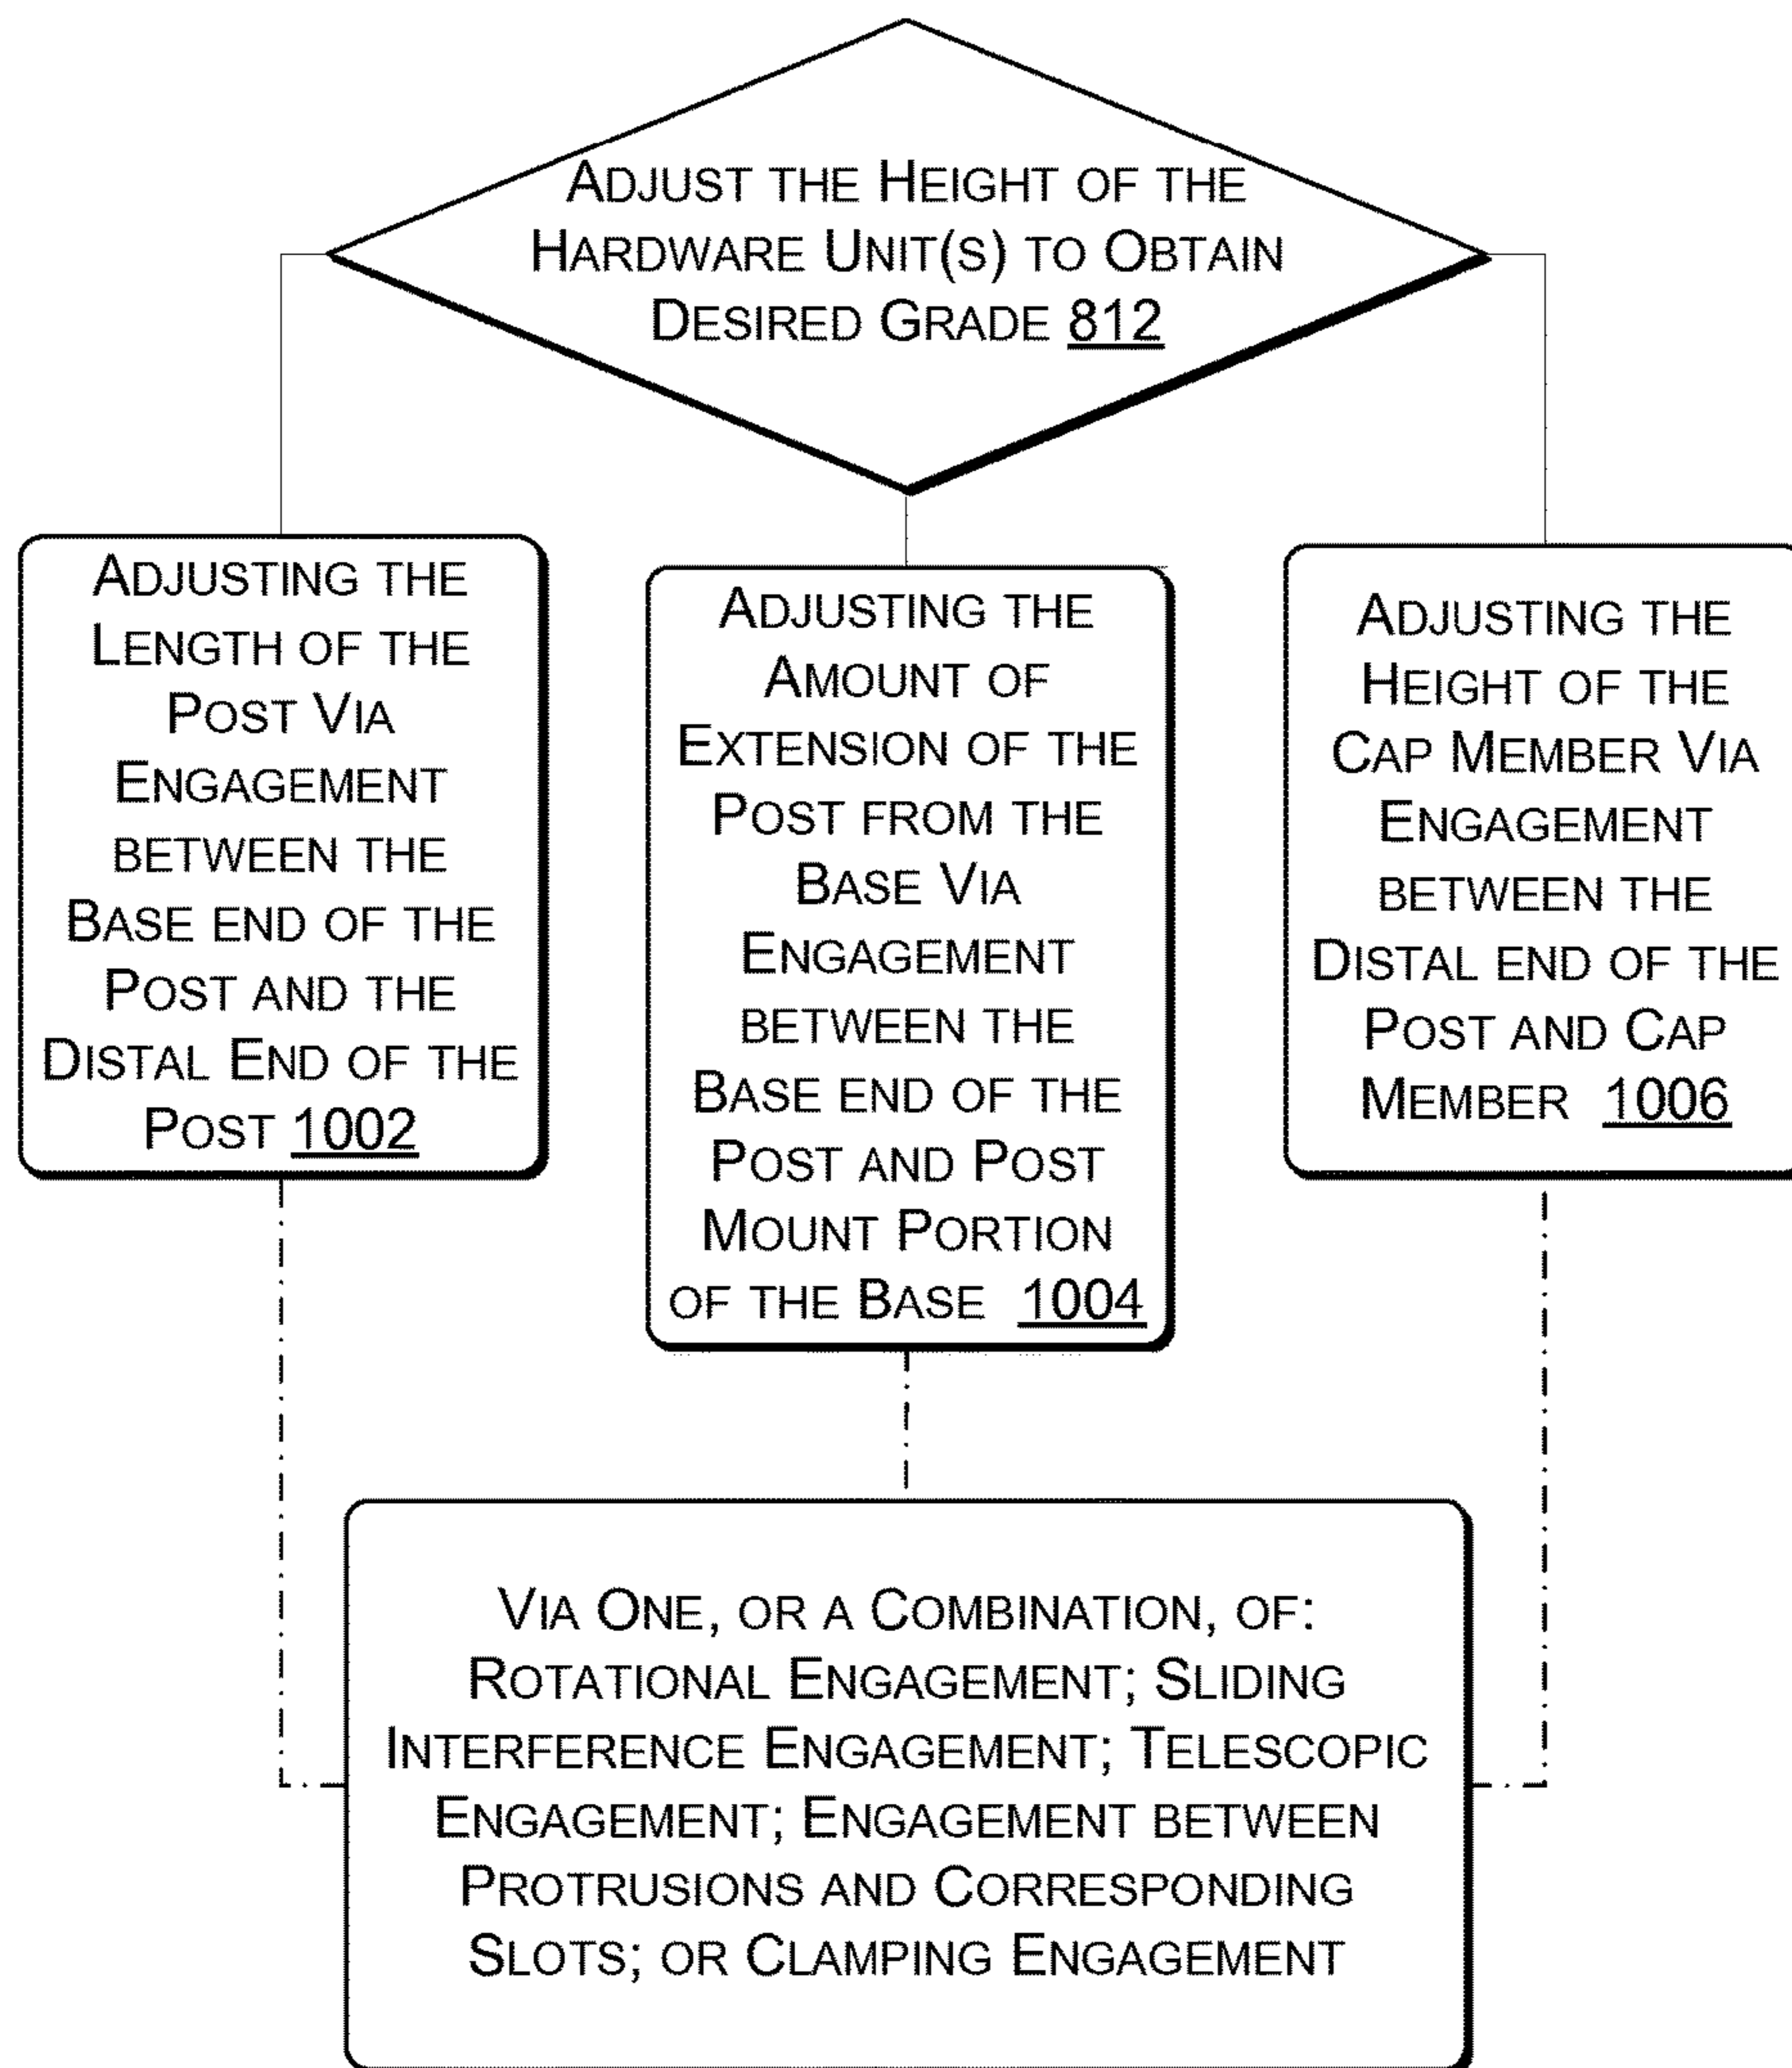 ADJUST THE HEIGHT OF THE
HARDWARE UNIT(S) TO OBTAIN
DESIRED GRADE 812
ADJUSTING THE
LENGTH OF THE
POST VIA
ENGAGEMENT
BETWEEN THE
BASE END OF THE
POST AND THE
DISTAL END OF THE
POST 1002
ADJUSTING THE
AMOUNT OF
EXTENSION OF THE
POST FROM THE
BASE VIA
ENGAGEMENT
BETWEEN THE
BASE END OF THE
POST AND POST
MOUNT PORTION
OF THE BASE 1004
ADJUSTING THE
HEIGHT OF THE
CAP MEMBER VIA
ENGAGEMENT
BETWEEN THE
DISTAL END OF THE
POST AND CAP
MEMBER 1006
VIA ONE, OR A COMBINATION, OF:
ROTATIONAL ENGAGEMENT; SLIDING
INTERFERENCE ENGAGEMENT; TELESCOPIC
ENGAGEMENT; ENGAGEMENT BETWEEN
PROTRUSIONS AND CORRESPONDING
SLOTS; OR CLAMPING ENGAGEMENT